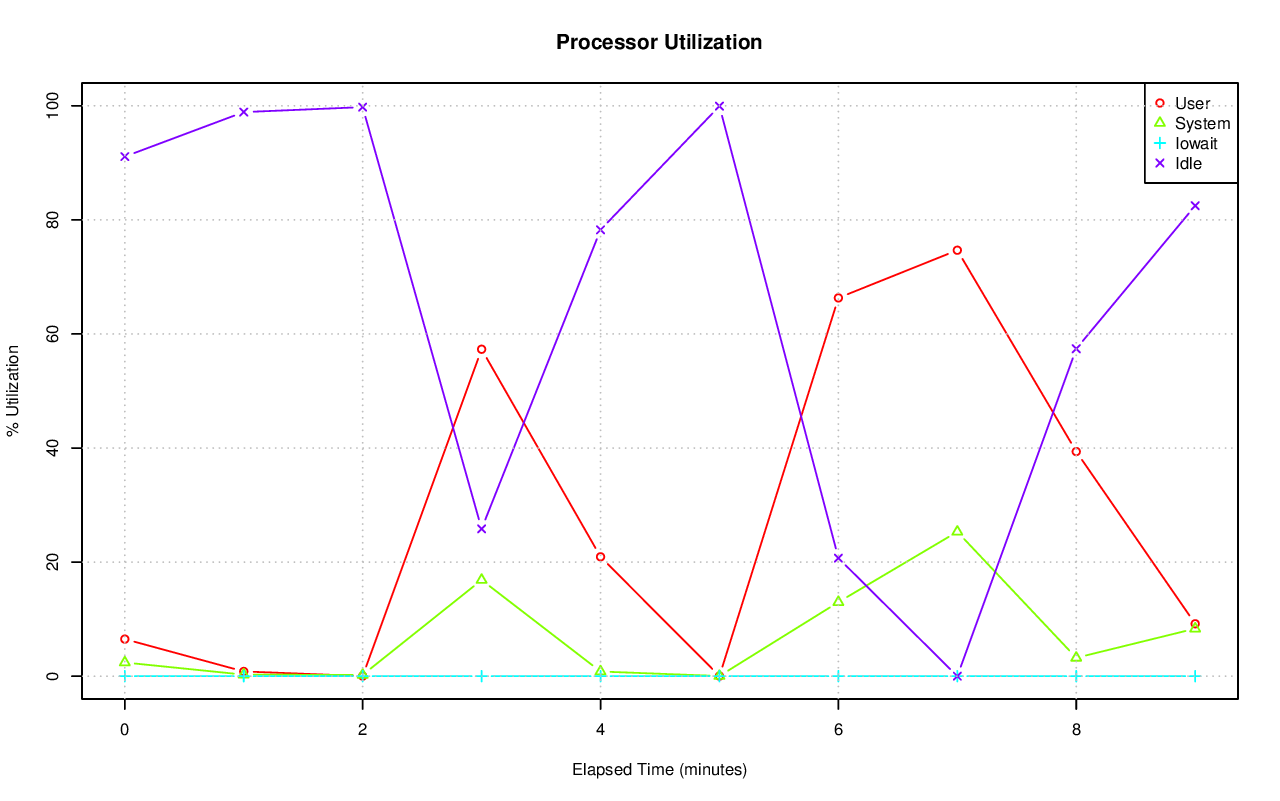 Processor Utilization
% Utilization
100
80
60
40
20
0
User
System
Iowait
Idle
0 2 4 6 8
Elapsed Time (minutes)